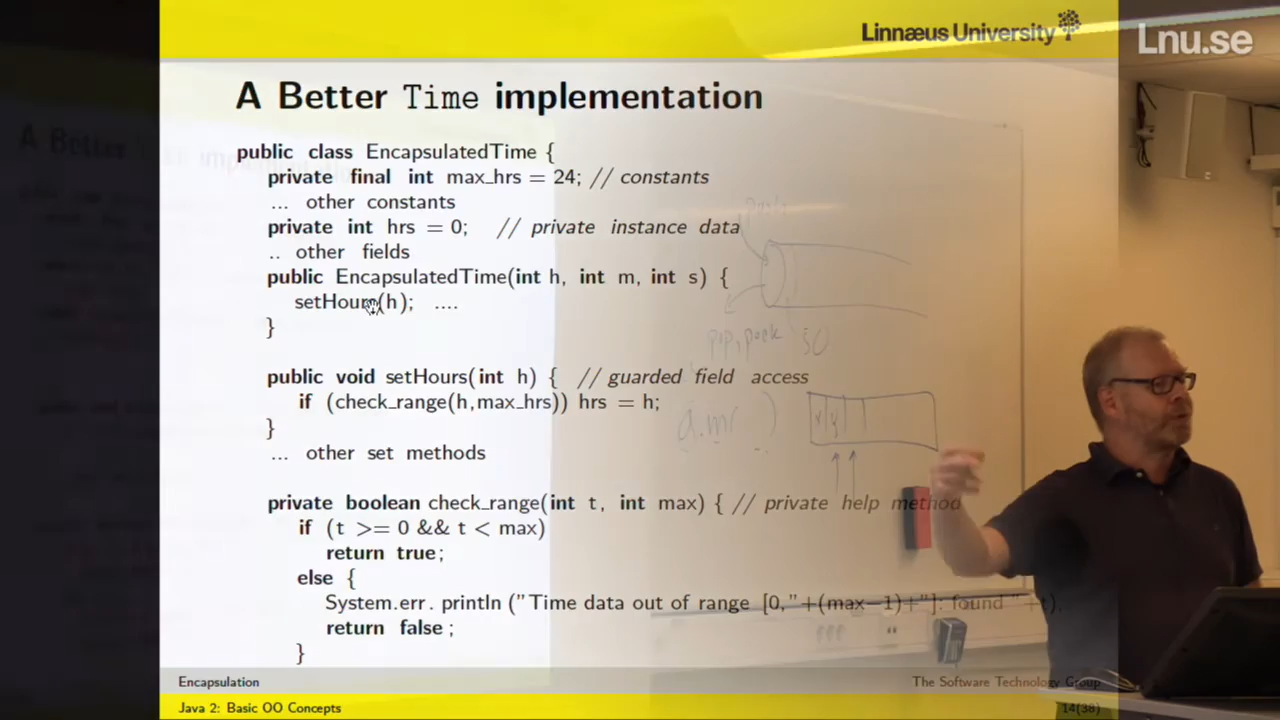 Linnæus University
Lnu.se
A Better Time implementation
public class EncapsulatedTime {
private final int max_hrs = 24; // constants
... other constants
private int hrs = 0; // private instance data
.. other fields
public EncapsulatedTime(int h, int m, int s) {
setHours(h); ....
}
public void setHours(int h) { // guarded field access
if (check_range(h,max_hrs)) hrs = h;
}
... other set methods
private boolean check_range(int t, int max) { // private help method
if (t >= 0 && t < max)
return true;
else {
System.err.println("Time data out of range [0,"+(max-1)+"]: found "+t);
return false;
}
Encapsulation
The Software Technology Group
Java 2: Basic OO Concepts
14(38)
pop, peek